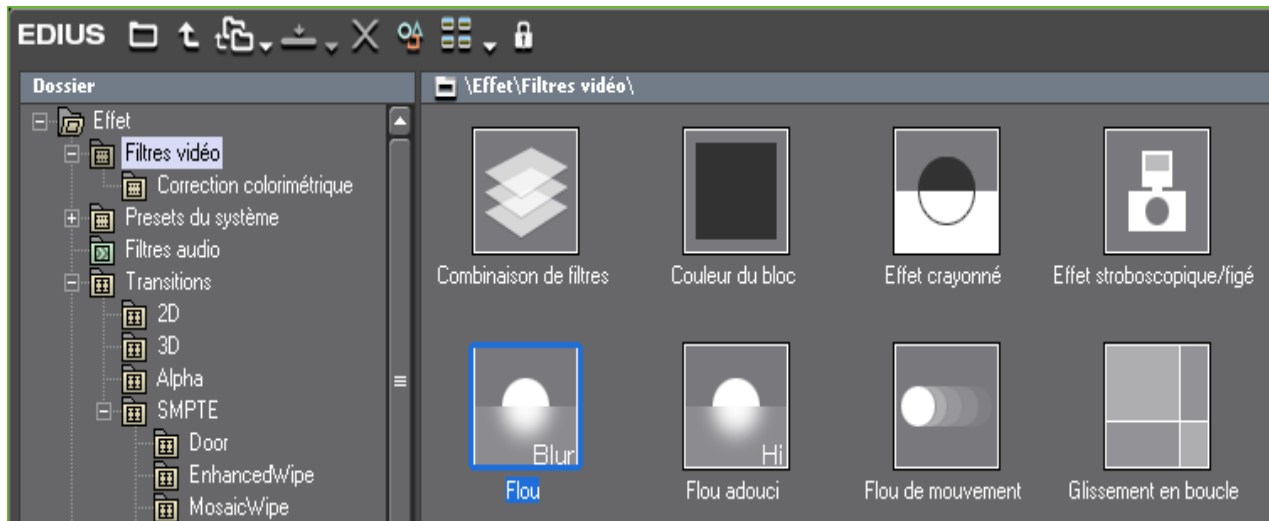 EDIUS
Dossier
\Effet\Filtres vidéo\
Effet
Filtres vidéo
Correction colorimétrique
Presets du système
Filtres audio
Transitions
2D
3D
Alpha
SMPTE
Door
EnhancedWipe
MosaicWipe
Combinaison de filtres
Couleur du bloc
Effet crayonné
Effet stroboscopique/figé
Blur
Hi
Flou
Flou adouci
Flou de mouvement
Glissement en boucle